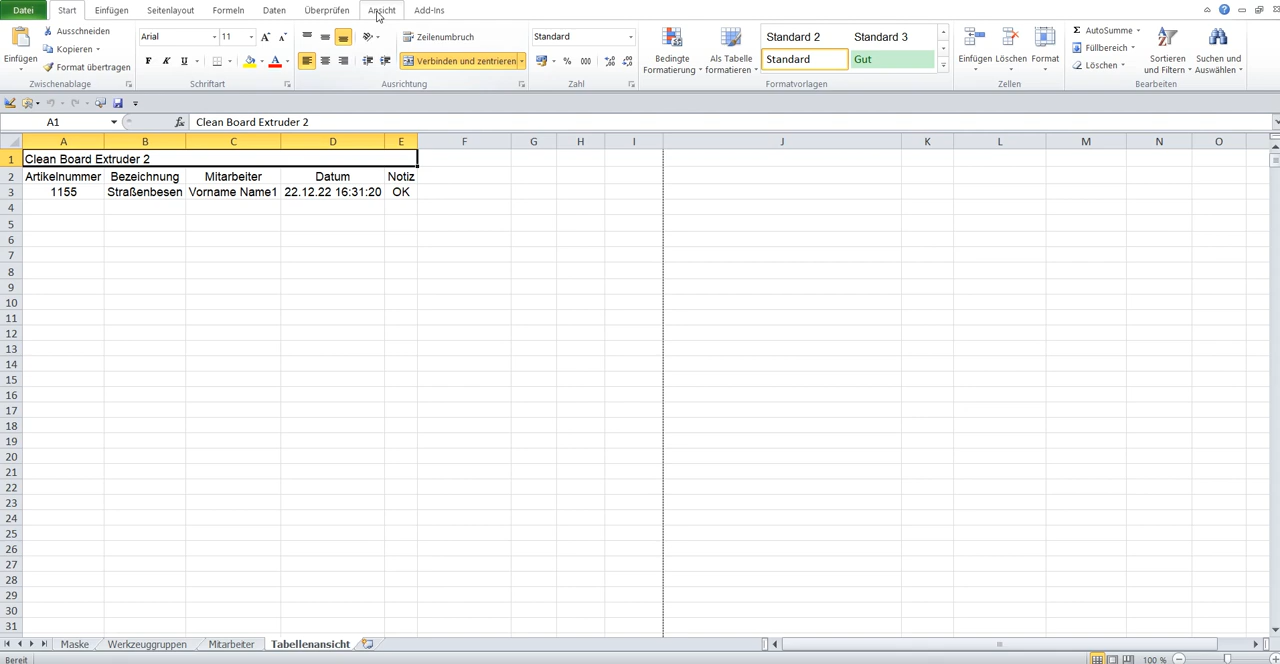 Datei Start Einfügen Seitenlayout Formeln Daten Überprüfen Ansicht Add-Ins
Einfügen
Ausschneiden
Kopieren
Format übertragen
Zwischenablage
Arial 11
F K U
Schriftart
Zeilenumbruch
Verbinden und zentrieren
Ausrichtung
Standard
% 000
Zahl
Bedingte Formatierung
Als Tabelle formatieren
Standard 2 Standard 3
Standard Gut
Formatvorlagen
Einfügen Löschen Format
Zellen
AutoSumme
Füllbereich
Löschen
Sortieren und Filtern
Suchen und Auswählen
Bearbeiten
A1 fx Clean Board Extruder 2
A B C D E F G H I J K L M N O
1 Clean Board Extruder 2
2 Artikelnummer Bezeichnung Mitarbeiter Datum Notiz
3 1155 Straßenbesen Vorname Name1 22.12.22 16:31:20 OK
4
5
6
7
8
9
10
11
12
13
14
15
16
17
18
19
20
21
22
23
24
25
26
27
28
29
30
31
Maske Werkzeuggruppen Mitarbeiter Tabellenansicht
Bereit 100 %